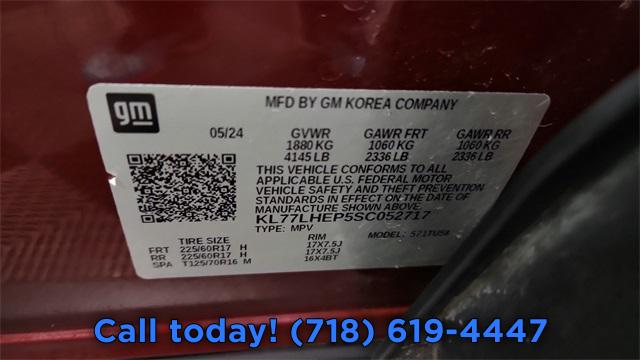 gm
MFD BY GM KOREA COMPANY
05/24 GVWR GAWR FRT GAWR RR
1880 KG 1060 KG 1060 KG
4145 LB 2336 LB 2336 LB
THIS VEHICLE CONFORMS TO ALL
APPLICABLE U.S. FEDERAL MOTOR
VEHICLE SAFETY AND THEFT PREVENTION
STANDARDS IN EFFECT ON THE DATE OF
MANUFACTURE SHOWN ABOVE.
KL77LHEP5SC052717
TYPE: MPV MODEL:
TIRE SIZE RIM
FRT 225/60R17 H 17X7.5J
RR 225/60R17 H 17X7.5J
SPA T125/70R16 M 16X4BT
Call today! (718) 619-4447